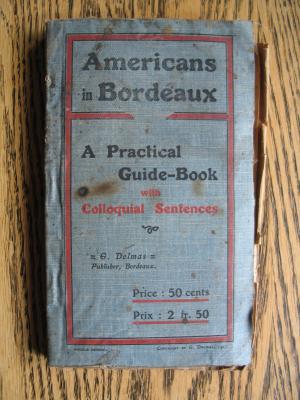 Americans
in Bordeaux
A Practical
Guide-Book
with
Colloquial Sentences
= G. Delmas =
Publisher, Bordeaux.
Price : 50 cents
Prix : 2 fr. 50